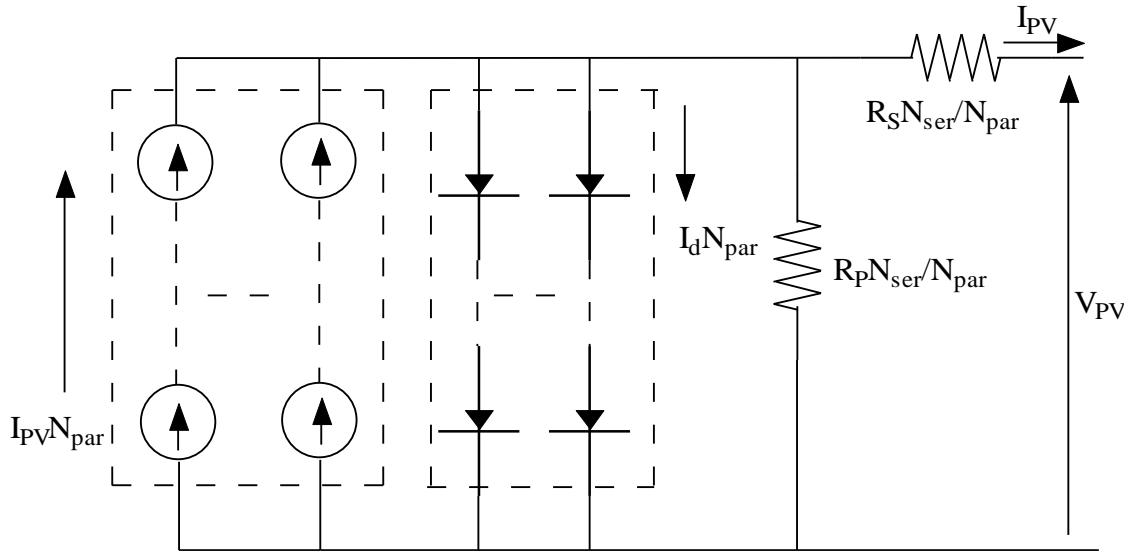 I_PV
R_S N_ser/N_par
I_d N_par
R_P N_ser/N_par
V_PV
I_PV N_par